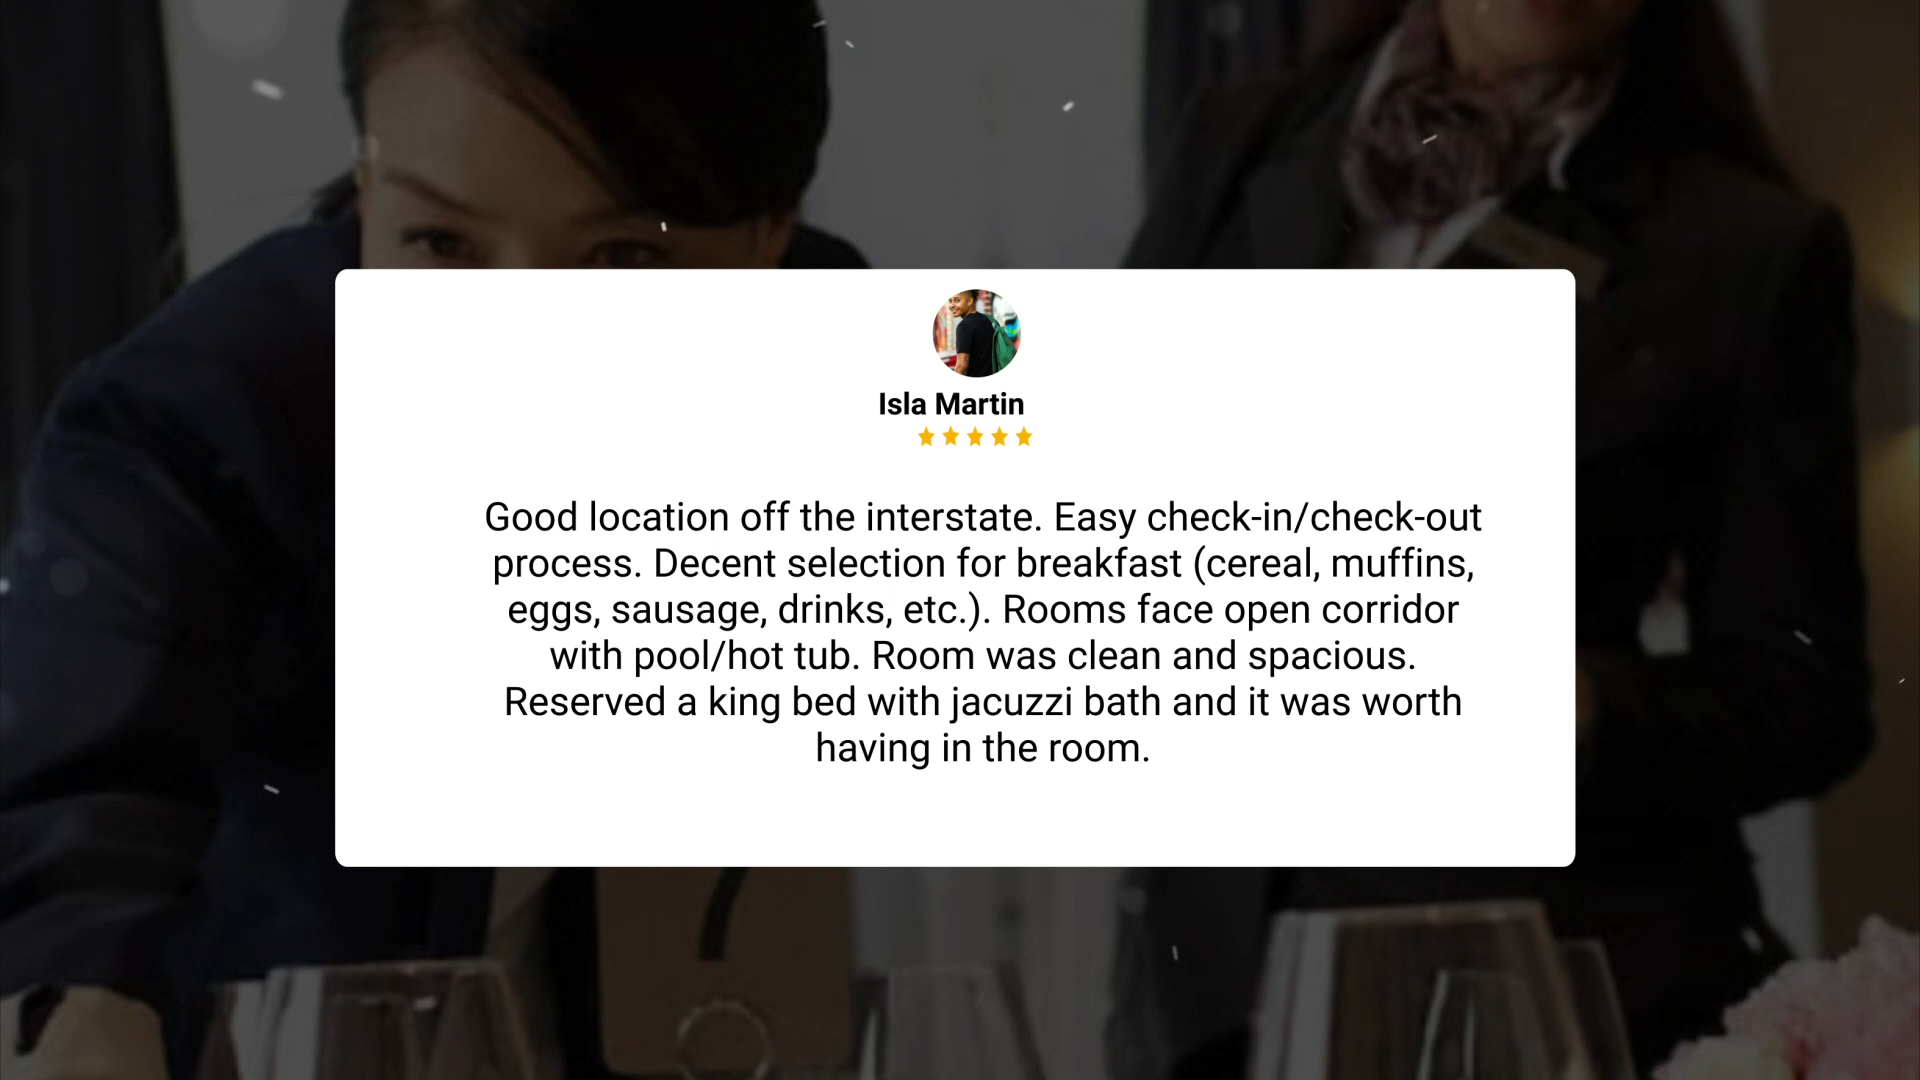 Isla Martin
Good location off the interstate. Easy check-in/check-out
process. Decent selection for breakfast (cereal, muffins,
eggs, sausage, drinks, etc.). Rooms face open corridor
with pool/hot tub. Room was clean and spacious.
Reserved a king bed with jacuzzi bath and it was worth
having in the room.